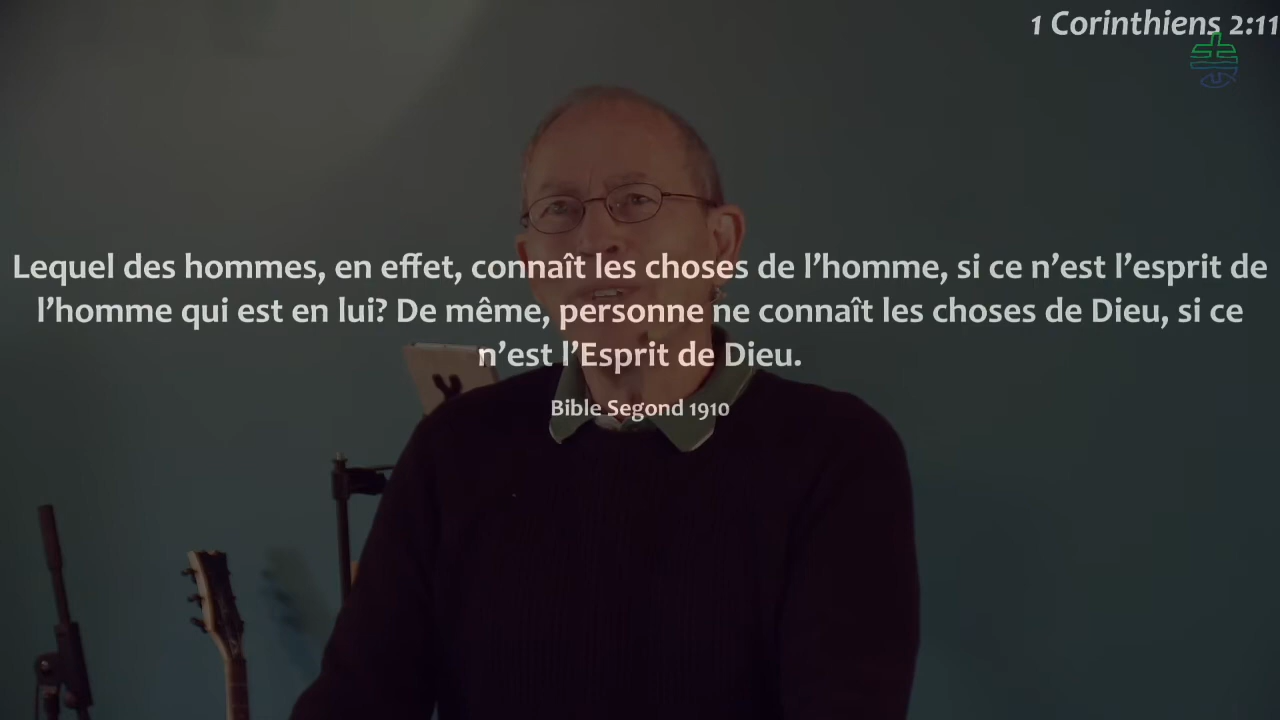 1 Corinthiens 2:11
Lequel des hommes, en effet, connaît les choses de l’homme, si ce n’est l’esprit de
l’homme qui est en lui? De même, personne ne connaît les choses de Dieu, si ce
n’est l’Esprit de Dieu.
Bible Segond 1910